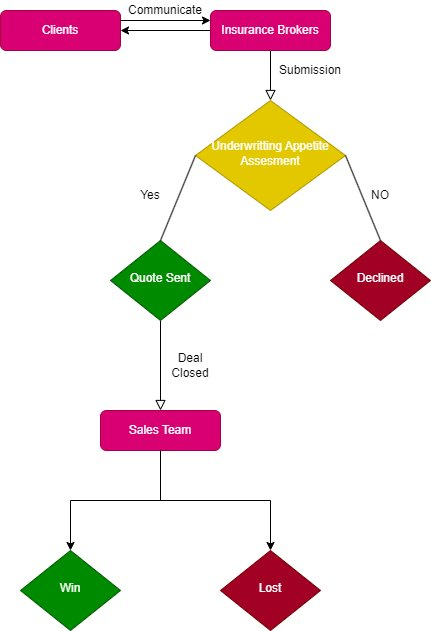 Communicate
Clients
Insurance Brokers
Submission
Underwritting Appetite
Assesment
Yes
NO
Quote Sent
Declined
Deal
Closed
Sales Team
Win
Lost